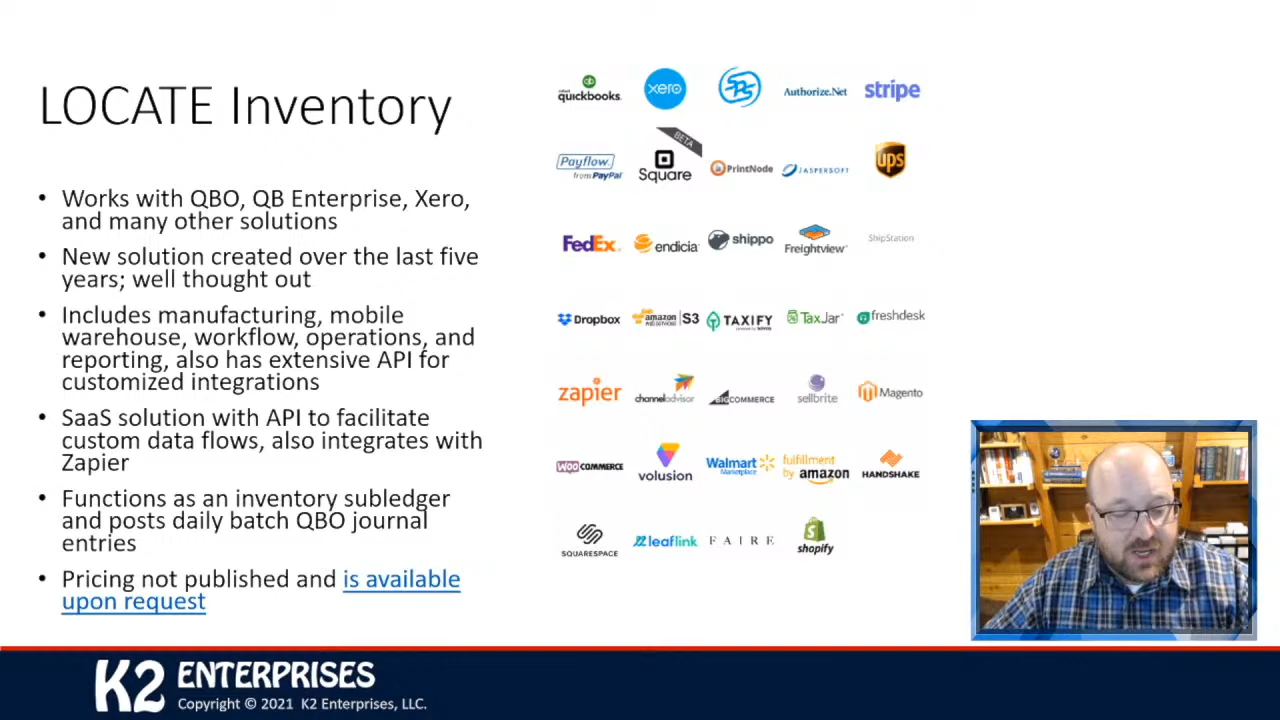 LOCATE Inventory
• Works with QBO, QB Enterprise, Xero,
and many other solutions
• New solution created over the last five
years; well thought out
• Includes manufacturing, mobile
warehouse, workflow, operations, and
reporting, also has extensive API for
customized integrations
• SaaS solution with API to facilitate
custom data flows, also integrates with
Zapier
• Functions as an inventory subledger
and posts daily batch QBO journal
entries
• Pricing not published and is available
upon request
quickbooks. xero SPS Authorize.Net stripe
BETA
Payflow. from PayPal Square PrintNode JASPERSOFT ups
FedEx endicia shippo Freightview ShipStation
Dropbox amazon S3 TAXIFY TaxJar freshdesk
zapier channeladvisor BIGCOMMERCE sellbrite Magento
WOO COMMERCE volusion Walmart Marketplace fulfillment by amazon HANDSHAKE
SQUARESPACE leaflink FAIRE shopify
K2 ENTERPRISES
Copyright © 2021 K2 Enterprises, LLC.